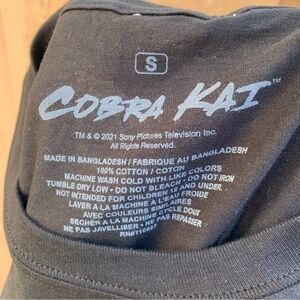 S
COBRA KAI™
TM & © 2021 Sony Pictures Television Inc.
All Rights Reserved.
MADE IN BANGLADESH / FABRIQUE AU BANGLADESH
100% COTTON / COTON
MACHINE WASH COLD WITH LIKE COLORS
TUMBLE DRY LOW - DO NOT BLEACH - DO NOT IRON
NOT INTENDED FOR CHILDREN 12 AND UNDER
LAVER A LA MACHINE A L'EAU FROIDE
AVEC COULEURS SIMILAIRES
SECHER A LA MACHINE CYCLE DOUX
NE PAS JAVELLISER - NE PAS REPASSER